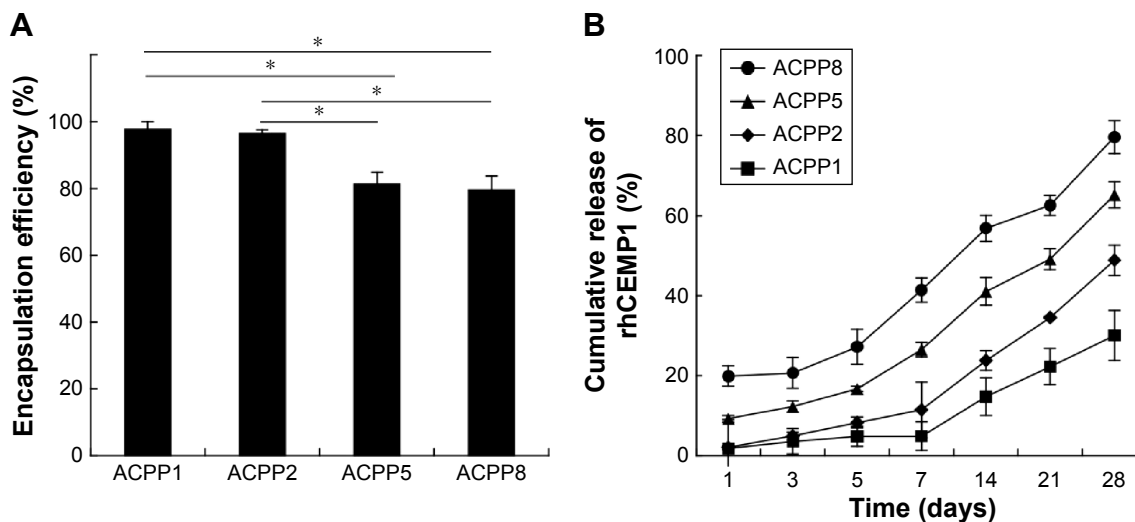 A
Encapsulation efficiency (%)
100
80
60
40
20
0
*
*
*
*
ACPP1 ACPP2 ACPP5 ACPP8
B
Cumulative release of
rhCEMP1 (%)
100
80
60
40
20
0
ACPP8
ACPP5
ACPP2
ACPP1
1 3 5 7 14 21 28
Time (days)